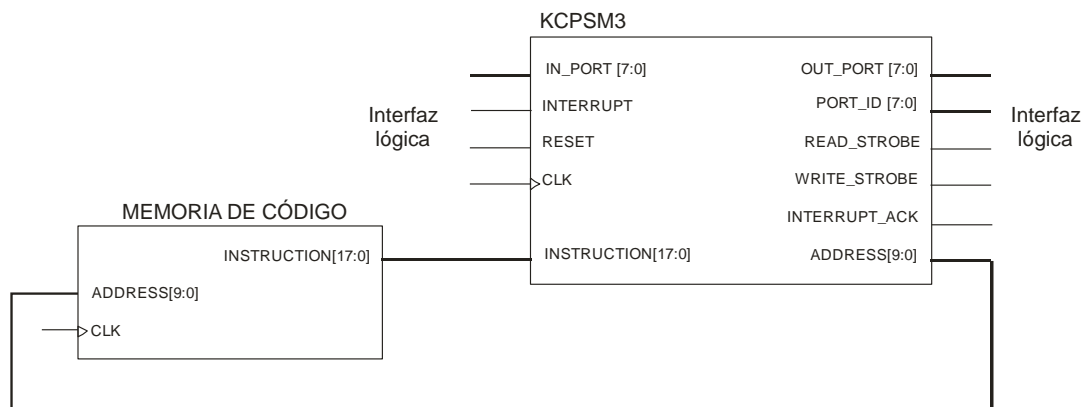 KCPSM3
IN_PORT [7:0]
INTERRUPT
RESET
CLK
INSTRUCTION[17:0]
OUT_PORT [7:0]
PORT_ID [7:0]
READ_STROBE
WRITE_STROBE
INTERRUPT_ACK
ADDRESS[9:0]
Interfaz
lógica
Interfaz
lógica
MEMORIA DE CÓDIGO
INSTRUCTION[17:0]
ADDRESS[9:0]
CLK